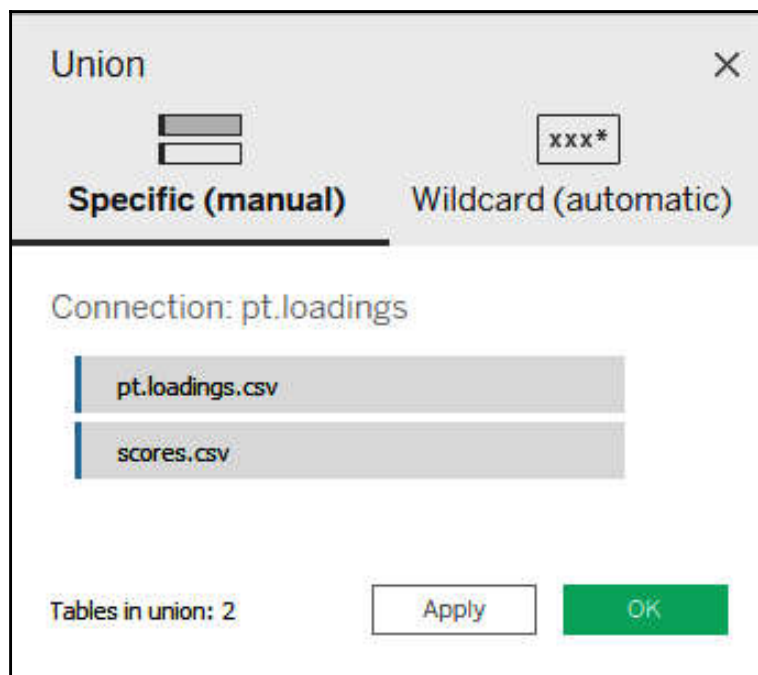 Union
xxx*
Specific (manual)
Wildcard (automatic)
Connection: pt.loadings
pt.loadings.csv
scores.csv
Tables in union: 2
Apply
OK